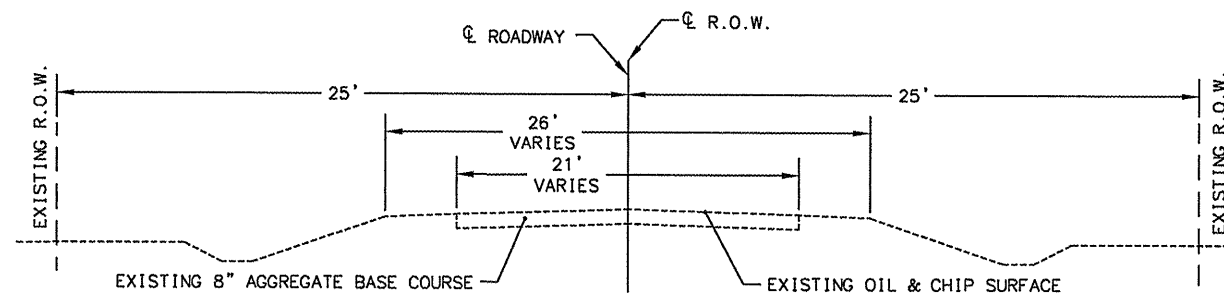 ℄ ROADWAY
℄ R.O.W.
EXISTING R.O.W.
25'
25'
EXISTING R.O.W.
26'
VARIES
21'
VARIES
EXISTING 8" AGGREGATE BASE COURSE
EXISTING OIL & CHIP SURFACE